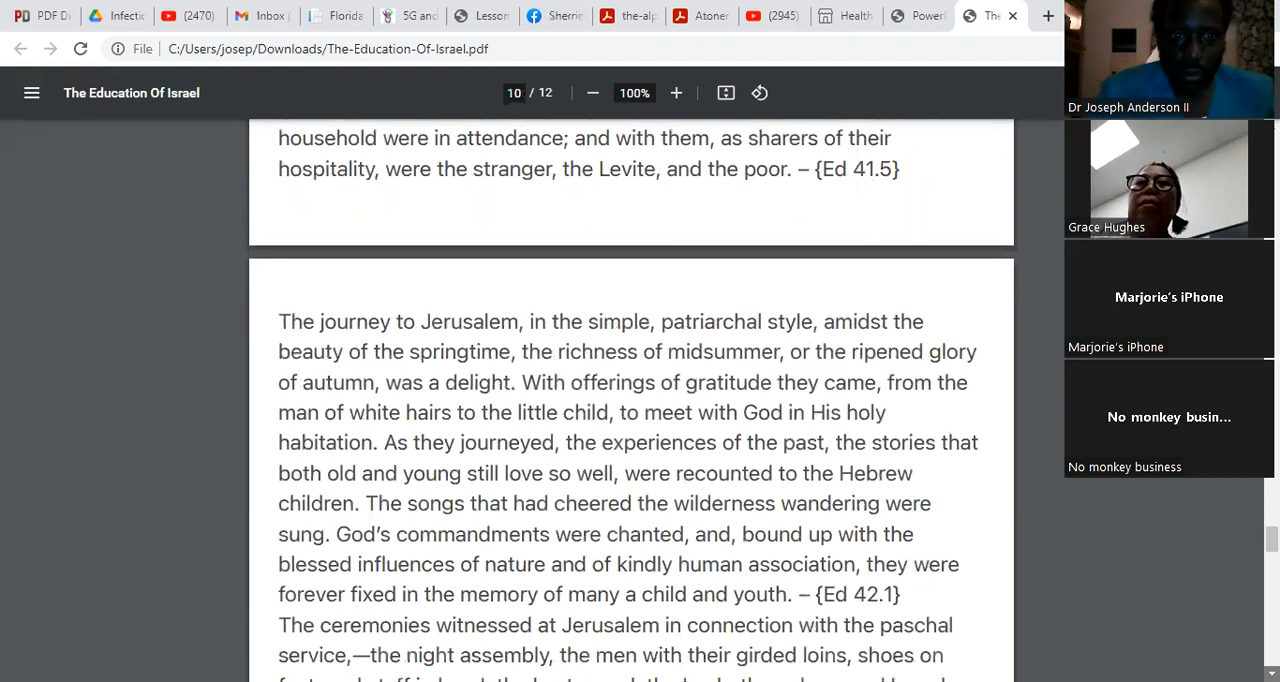 PDF Di
Infectio
(2470)
Inbox (
Florida
5G and
Lesson
Sherrie
the-alp
Atoner
(2945)
Health
Power
The
File
C:/Users/josep/Downloads/The-Education-Of-Israel.pdf
The Education Of Israel
10 / 12
100%
household were in attendance; and with them, as sharers of their
hospitality, were the stranger, the Levite, and the poor. – {Ed 41.5}
The journey to Jerusalem, in the simple, patriarchal style, amidst the
beauty of the springtime, the richness of midsummer, or the ripened glory
of autumn, was a delight. With offerings of gratitude they came, from the
man of white hairs to the little child, to meet with God in His holy
habitation. As they journeyed, the experiences of the past, the stories that
both old and young still love so well, were recounted to the Hebrew
children. The songs that had cheered the wilderness wandering were
sung. God’s commandments were chanted, and, bound up with the
blessed influences of nature and of kindly human association, they were
forever fixed in the memory of many a child and youth. – {Ed 42.1}
The ceremonies witnessed at Jerusalem in connection with the paschal
service,—the night assembly, the men with their girded loins, shoes on
Dr Joseph Anderson II
Grace Hughes
Marjorie's iPhone
Marjorie's iPhone
No monkey busin...
No monkey business